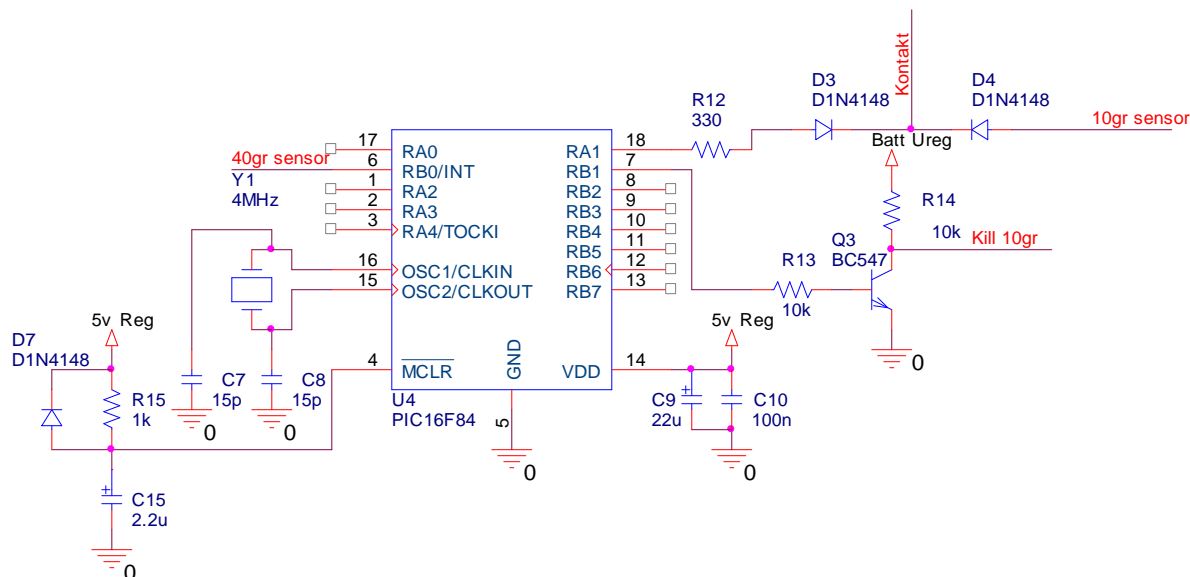 Kontakt
D3
D1N4148
D4
D1N4148
R12
330
10gr sensor
Batt Ureg
17
RA0
18
RA1
40gr sensor
6
RB0/INT
7
RB1
Y1
4MHz
1
RA2
8
RB2
2
RA3
9
RB3
3
RA4/TOCKI
10
RB4
11
RB5
12
RB6
13
RB7
R14
10k
Kill 10gr
Q3
BC547
R13
10k
16
OSC1/CLKIN
15
OSC2/CLKOUT
0
5v Reg
D7
D1N4148
5v Reg
4
MCLR
GND
VDD
14
5
U4
PIC16F84
C7
15p
C8
15p
R15
1k
0
0
C9
22u
C10
100n
0
0
C15
2.2u
0